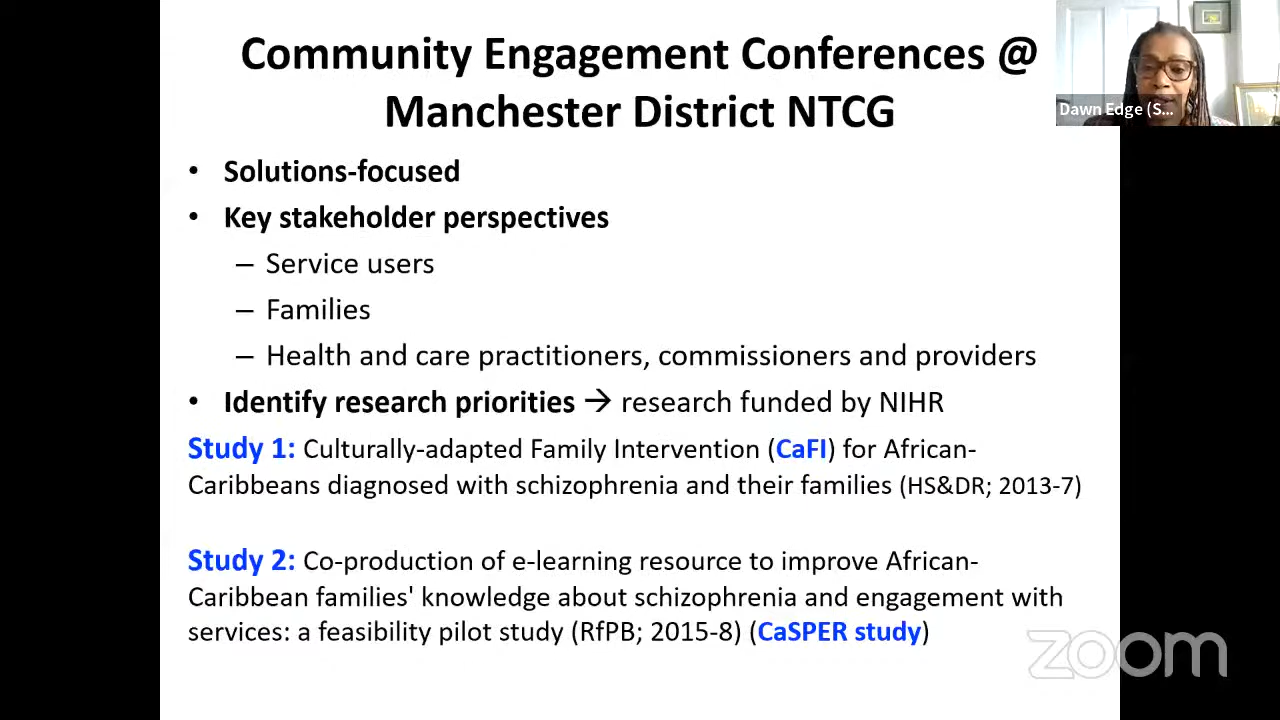 Community Engagement Conferences @
Manchester District NTCG
Dawn Edge (S...
• Solutions-focused
• Key stakeholder perspectives
– Service users
– Families
– Health and care practitioners, commissioners and providers
• Identify research priorities → research funded by NIHR
Study 1: Culturally-adapted Family Intervention (CaFI) for African-
Caribbeans diagnosed with schizophrenia and their families (HS&DR; 2013-7)
Study 2: Co-production of e-learning resource to improve African-
Caribbean families' knowledge about schizophrenia and engagement with
services: a feasibility pilot study (RfPB; 2015-8) (CaSPER study)
zoom